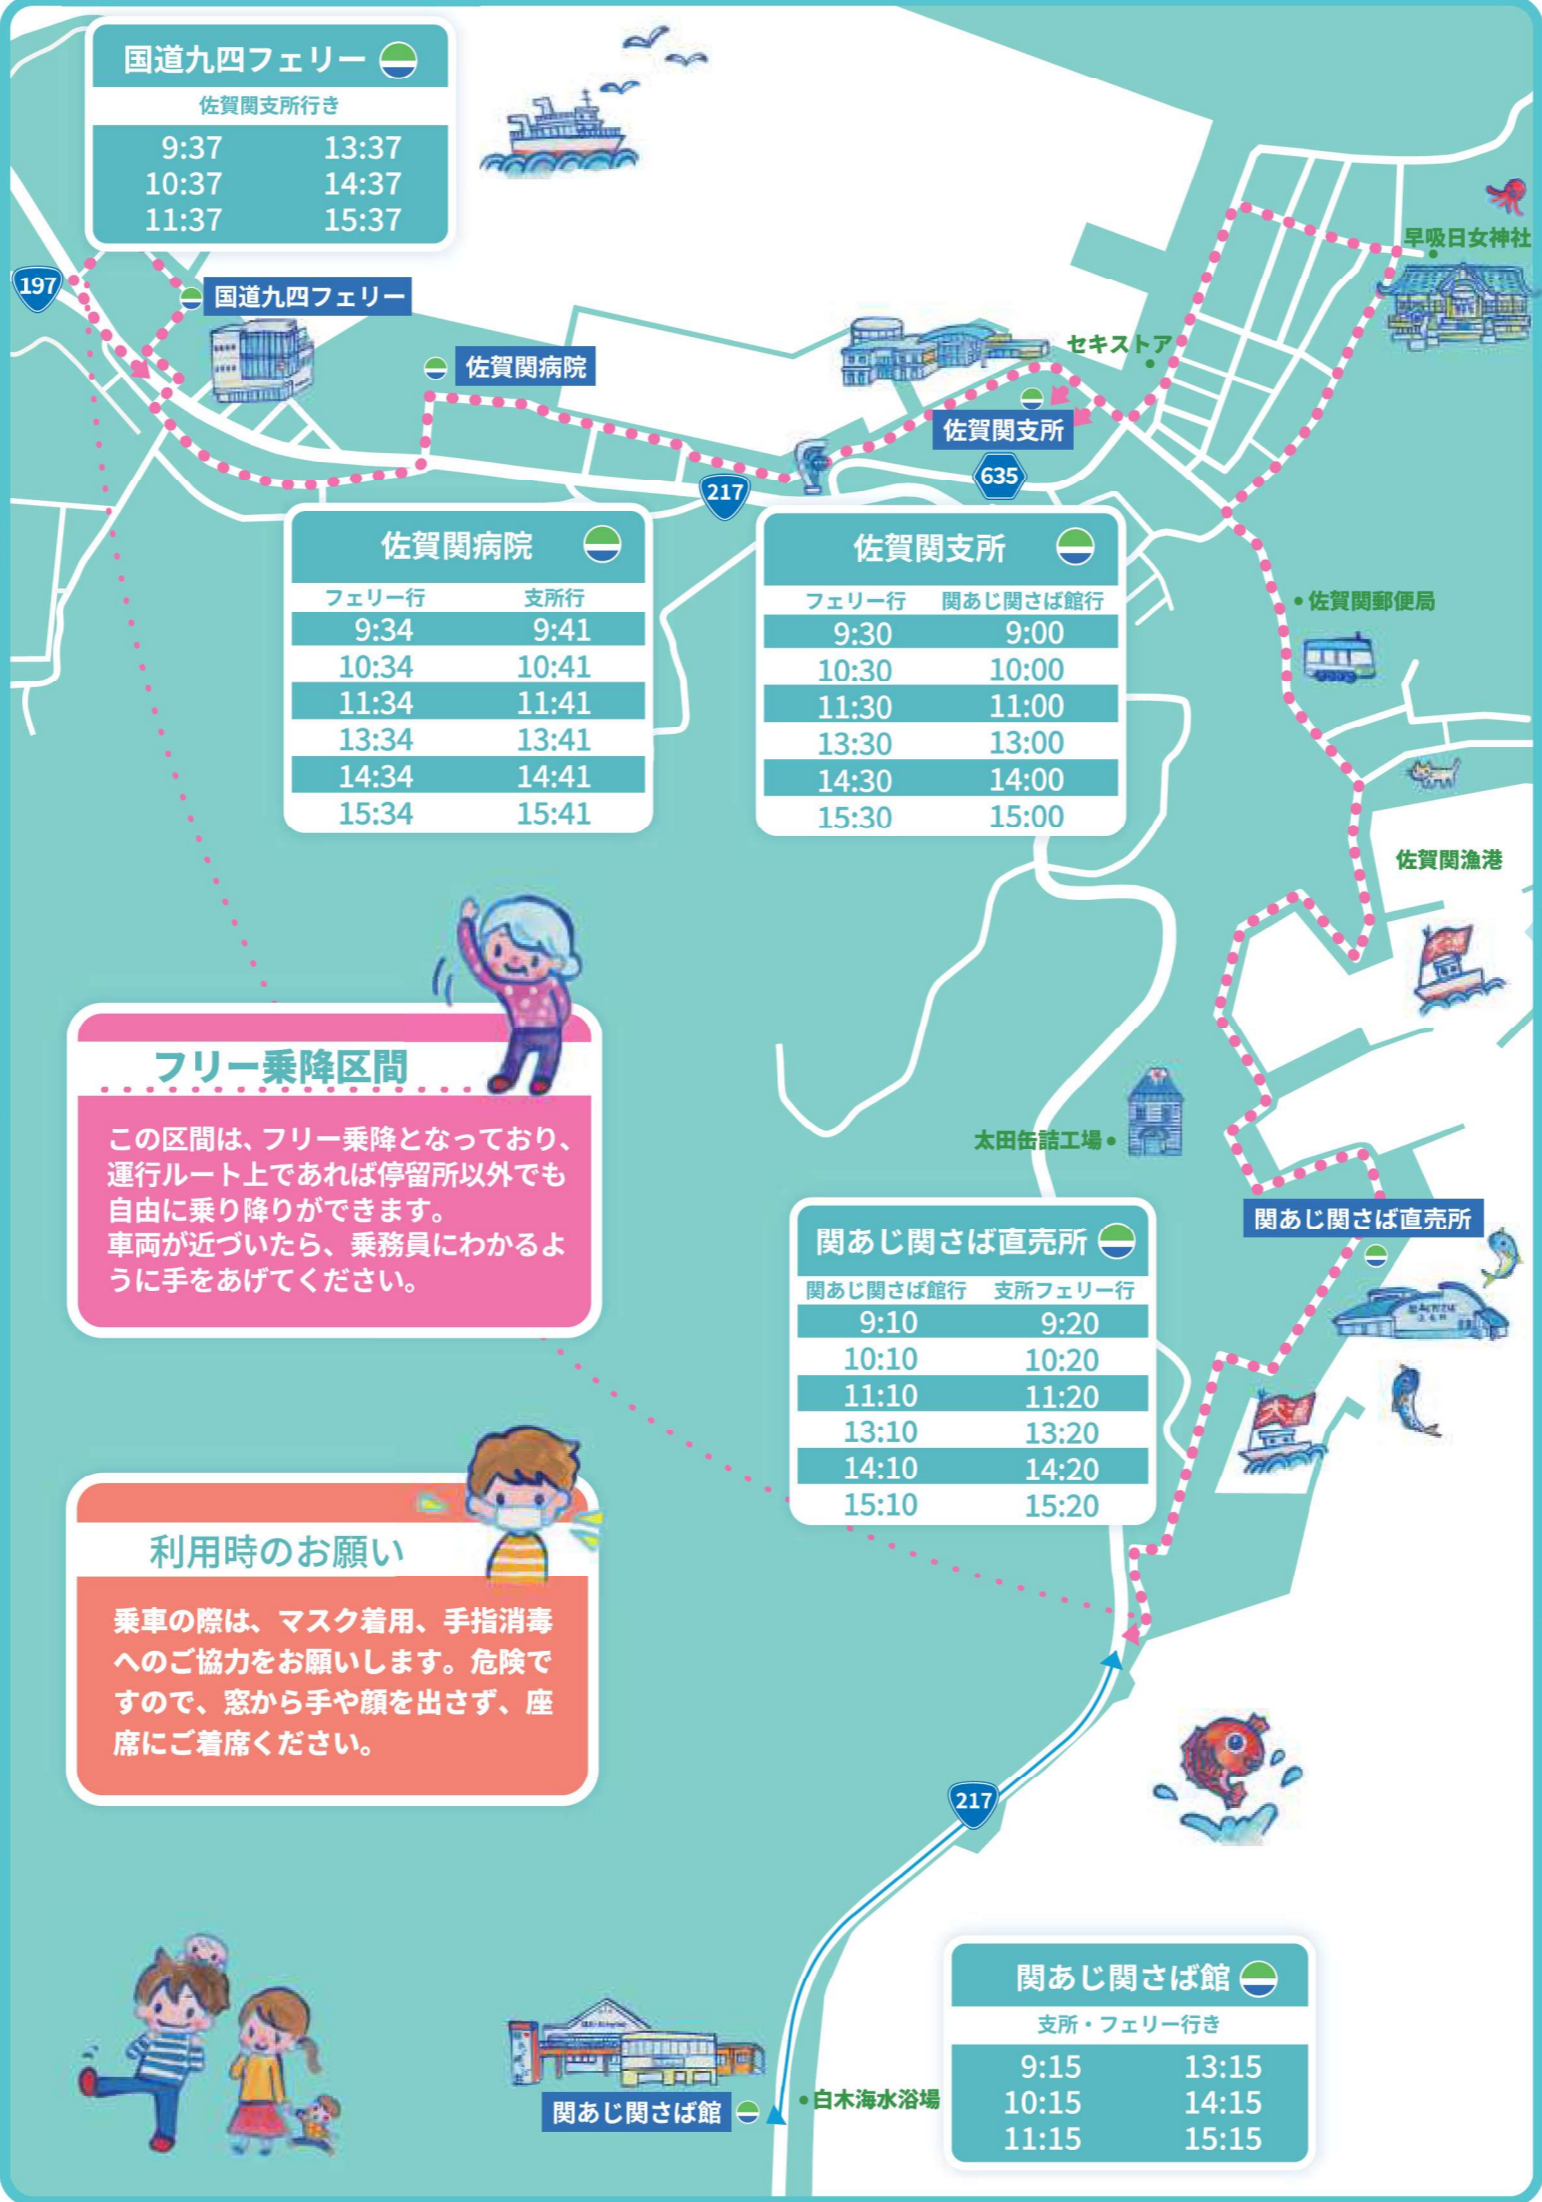 国道九四フェリー
佐賀関支所行き
9:37 13:37
10:37 14:37
11:37 15:37
197
国道九四フェリー
佐賀関病院
セキストア
早吸日女神社
佐賀関支所
635
217
佐賀関病院
フェリー行 支所行
9:34 9:41
10:34 10:41
11:34 11:41
13:34 13:41
14:34 14:41
15:34 15:41
佐賀関支所
フェリー行 関あじ関さば館行
9:30 9:00
10:30 10:00
11:30 11:00
13:30 13:00
14:30 14:00
15:30 15:00
佐賀関郵便局
佐賀関漁港
フリー乗降区間
この区間は、フリー乗降となっており、
運行ルート上であれば停留所以外でも
自由に乗り降りができます。
車両が近づいたら、乗務員にわかるよ
うに手をあげてください。
太田缶詰工場
関あじ関さば直売所
関あじ関さば直売所
関あじ関さば館行 支所フェリー行
9:10 9:20
10:10 10:20
11:10 11:20
13:10 13:20
14:10 14:20
15:10 15:20
利用時のお願い
乗車の際は、マスク着用、手指消毒
へのご協力をお願いします。危険で
すので、窓から手や顔を出さず、座
席にご着席ください。
217
関あじ関さば館
白木海水浴場
関あじ関さば館
支所・フェリー行き
9:15 13:15
10:15 14:15
11:15 15:15